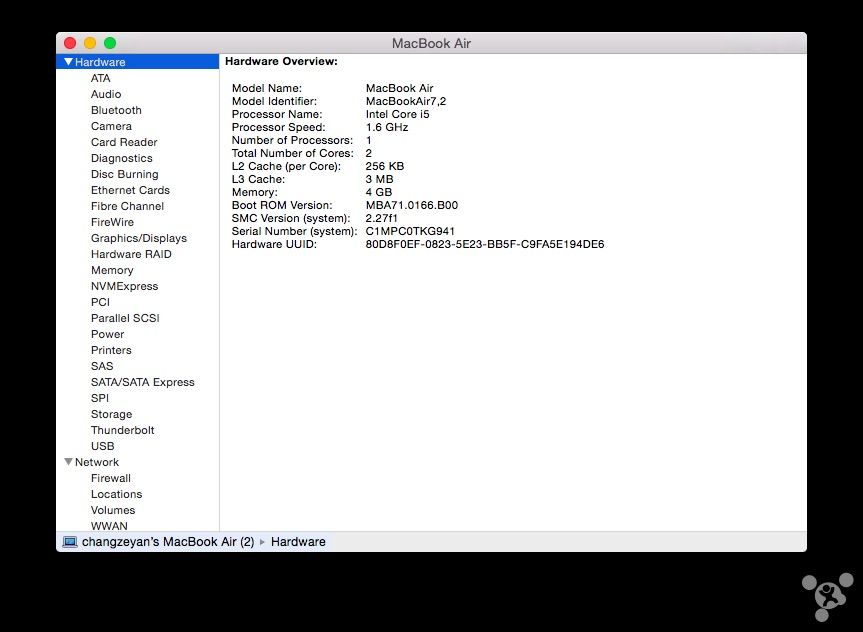 MacBook Air
Hardware
ATA
Audio
Bluetooth
Camera
Card Reader
Diagnostics
Disc Burning
Ethernet Cards
Fibre Channel
FireWire
Graphics/Displays
Hardware RAID
Memory
NVMExpress
PCI
Parallel SCSI
Power
Printers
SAS
SATA/SATA Express
SPI
Storage
Thunderbolt
USB
Network
Firewall
Locations
Volumes
WWAN
Hardware Overview:
Model Name: MacBook Air
Model Identifier: MacBookAir7,2
Processor Name: Intel Core i5
Processor Speed: 1.6 GHz
Number of Processors: 1
Total Number of Cores: 2
L2 Cache (per Core): 256 KB
L3 Cache: 3 MB
Memory: 4 GB
Boot ROM Version: MBA71.0166.B00
SMC Version (system): 2.27f1
Serial Number (system): C1MPC0TKG941
Hardware UUID: 80D8F0EF-0823-5E23-BB5F-C9FA5E194DE6
changzeyan's MacBook Air (2) ▸ Hardware